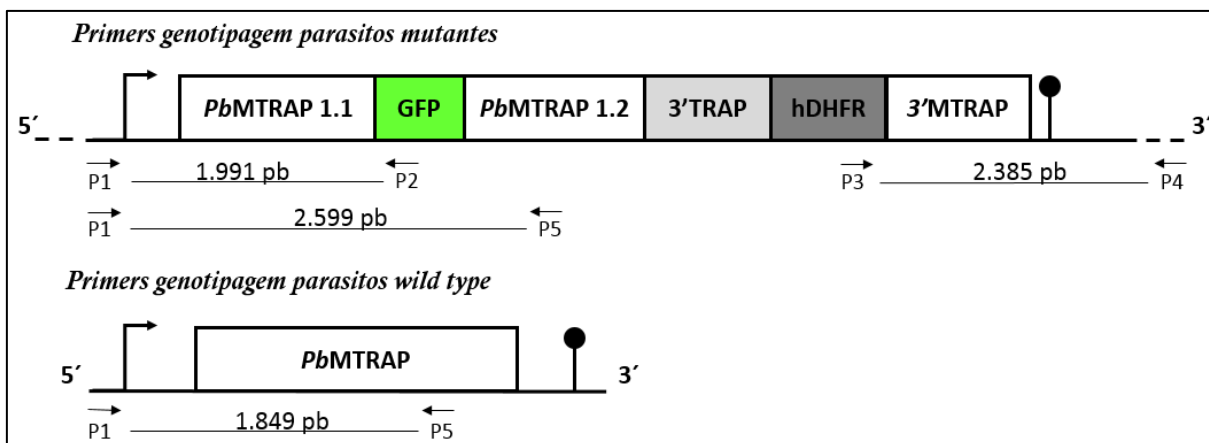 Primers genotipagem parasitos mutantes
5´ PbMTRAP 1.1 GFP PbMTRAP 1.2 3’TRAP hDHFR 3’MTRAP 3´
P1 1.991 pb P2 P3 2.385 pb P4
P1 2.599 pb P5
Primers genotipagem parasitos wild type
5´ PbMTRAP 3´
P1 1.849 pb P5